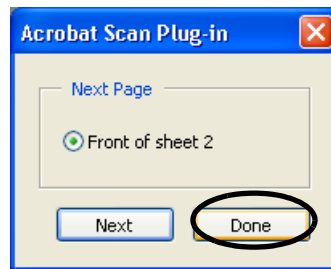 Acrobat Scan Plug-in
Next Page
Front of sheet 2
Next Done